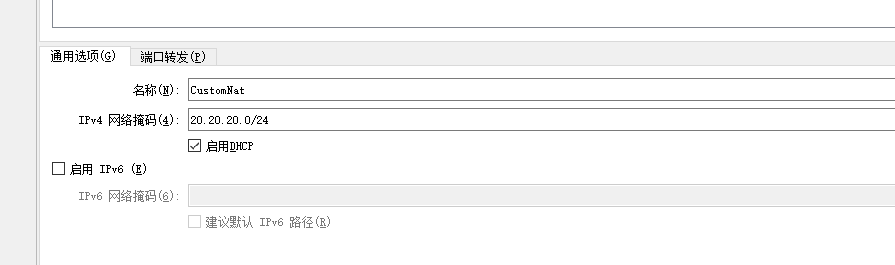 通用选项(G) 端口转发(P)
名称(N): CustomNat
IPv4 网络掩码(4): 20.20.20.0/24
启用DHCP
启用 IPv6 (E)
IPv6 网络掩码(6):
建议默认 IPv6 路径(R)